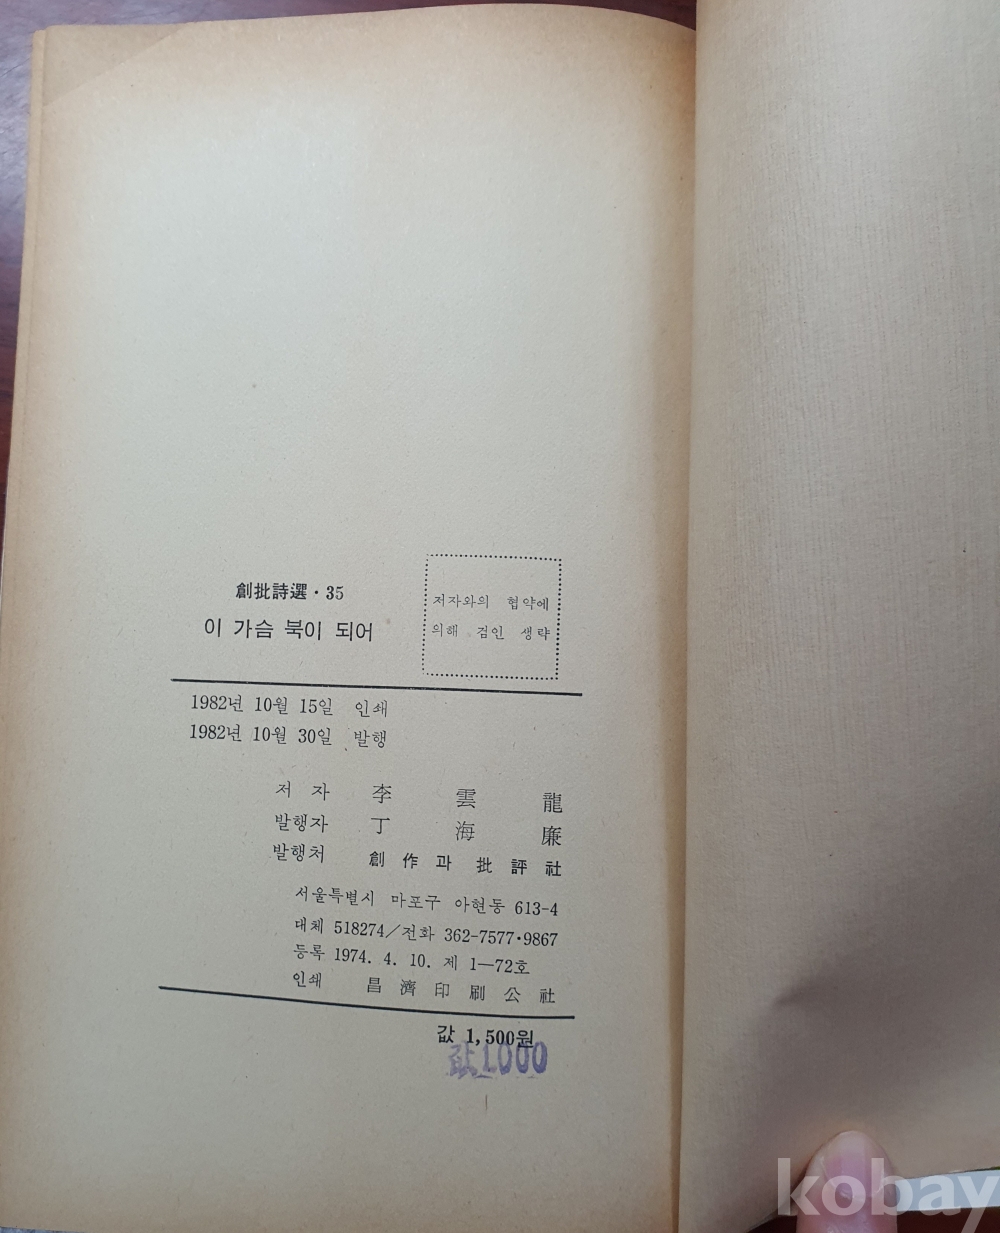 創批詩選·35
이 가슴 북이 되어
저자와의 협약에
의해 검인 생략
1982년 10월 15일 인쇄
1982년 10월 30일 발행
저 자 李 雲 龍
발행자 丁 海 廉
발행처 創 作 과 批 評 社
서울특별시 마포구 아현동 613-4
대체 518274/전화 362-7577·9867
등록 1974. 4. 10. 제 1—72호
인쇄 昌 濟 印 刷 公 社
값 1,500원
값1000
kobay